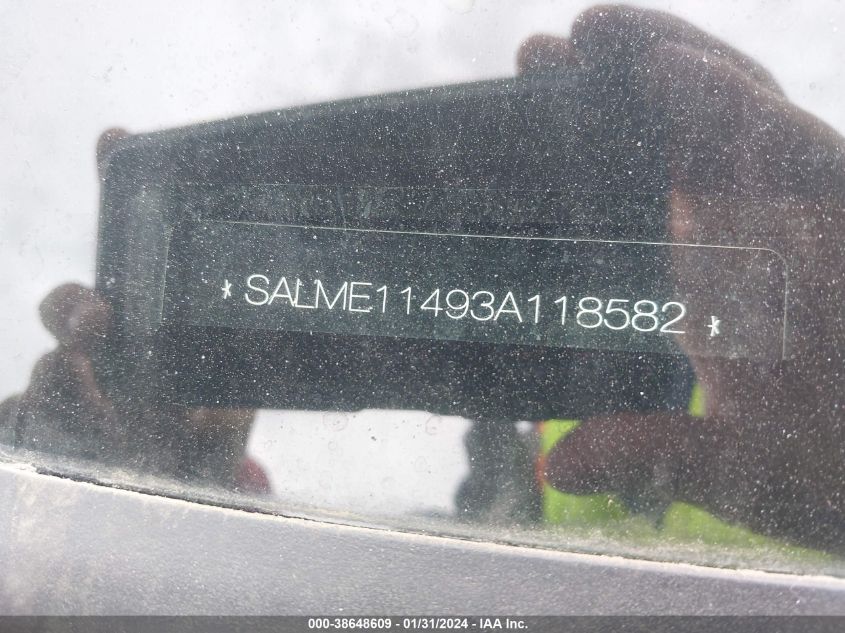 * SALME11493A118582 *
000-38648609 - 01/31/2024 - IAA Inc.